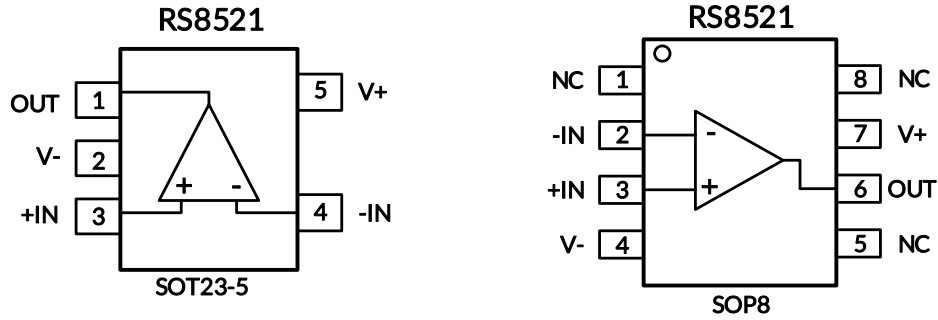 RS8521
OUT 1 5 V+
V- 2
+IN 3 + - 4 -IN
SOT23-5
RS8521
NC 1 8 NC
-IN 2 - 7 V+
+IN 3 + 6 OUT
V- 4 5 NC
SOP8